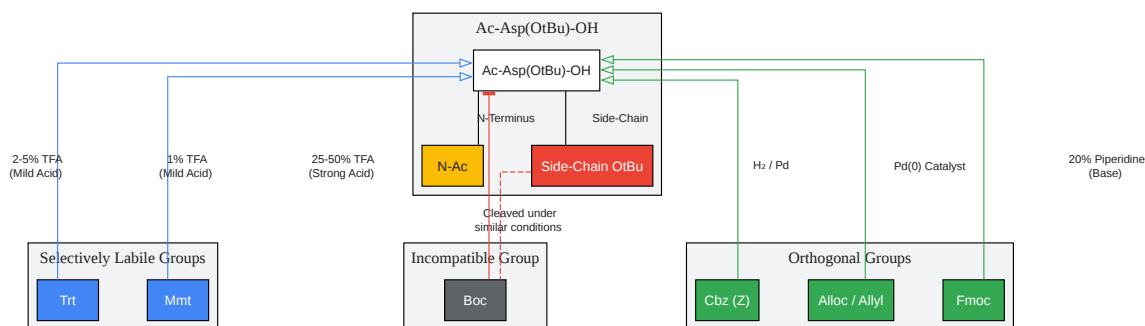 Ac-Asp(OtBu)-OH
Ac-Asp(OtBu)-OH
N-Terminus
Side-Chain
2-5% TFA
(Mild Acid)
1% TFA
(Mild Acid)
25-50% TFA
(Strong Acid)
N-Ac
Side-Chain OtBu
H₂ / Pd
Pd(0) Catalyst
20% Piperidine
(Base)
Cleaved under
similar conditions
Selectively Labile Groups
Incompatible Group
Orthogonal Groups
Trt
Mmt
Boc
Cbz (Z)
Alloc / Allyl
Fmoc